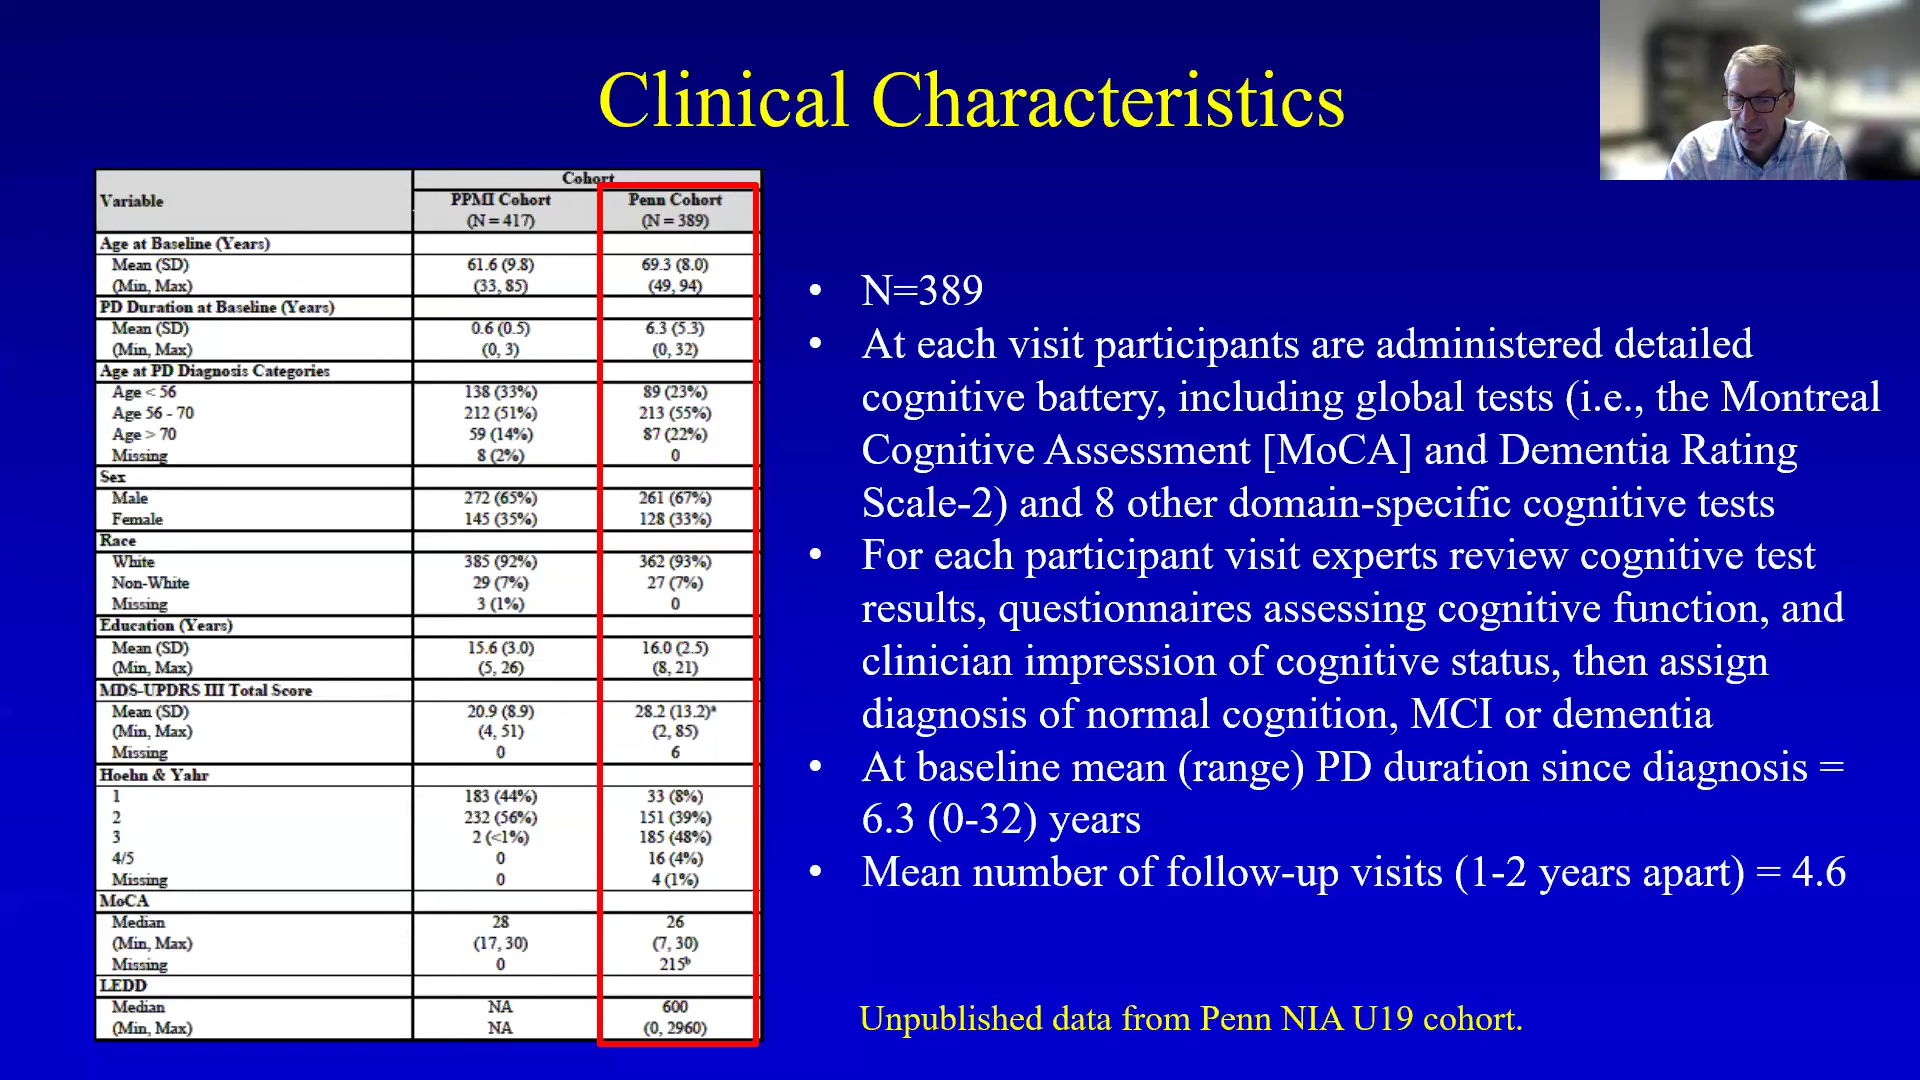 Clinical Characteristics
Variable
Cohort
PPMI Cohort Penn Cohort
(N = 417) (N = 389)
Age at Baseline (Years)
Mean (SD) 61.6 (9.8) 69.3 (8.0)
(Min, Max) (33, 85) (49, 94)
PD Duration at Baseline (Years)
Mean (SD) 0.6 (0.5) 6.3 (5.3)
(Min, Max) (0, 3) (0, 32)
Age at PD Diagnosis Categories
Age < 56 138 (33%) 89 (23%)
Age 56 - 70 212 (51%) 213 (55%)
Age > 70 59 (14%) 87 (22%)
Missing 8 (2%) 0
Sex
Male 272 (65%) 261 (67%)
Female 145 (35%) 128 (33%)
Race
White 385 (92%) 362 (93%)
Non-White 29 (7%) 27 (7%)
Missing 3 (1%) 0
Education (Years)
Mean (SD) 15.6 (3.0) 16.0 (2.5)
(Min, Max) (5, 26) (8, 21)
MDS-UPDRS III Total Score
Mean (SD) 20.9 (8.9) 28.2 (13.2)ᵃ
(Min, Max) (4, 51) (2, 85)
Missing 0 6
Hoehn & Yahr
1 183 (44%) 33 (8%)
2 232 (56%) 151 (39%)
3 2 (<1%) 185 (48%)
4/5 0 16 (4%)
Missing 0 4 (1%)
MoCA
Median 28 26
(Min, Max) (17, 30) (7, 30)
Missing 0 215ᵇ
LEDD
Median NA 600
(Min, Max) NA (0, 2960)
• N=389
• At each visit participants are administered detailed
cognitive battery, including global tests (i.e., the Montreal
Cognitive Assessment [MoCA] and Dementia Rating
Scale-2) and 8 other domain-specific cognitive tests
• For each participant visit experts review cognitive test
results, questionnaires assessing cognitive function, and
clinician impression of cognitive status, then assign
diagnosis of normal cognition, MCI or dementia
• At baseline mean (range) PD duration since diagnosis =
6.3 (0-32) years
• Mean number of follow-up visits (1-2 years apart) = 4.6
Unpublished data from Penn NIA U19 cohort.